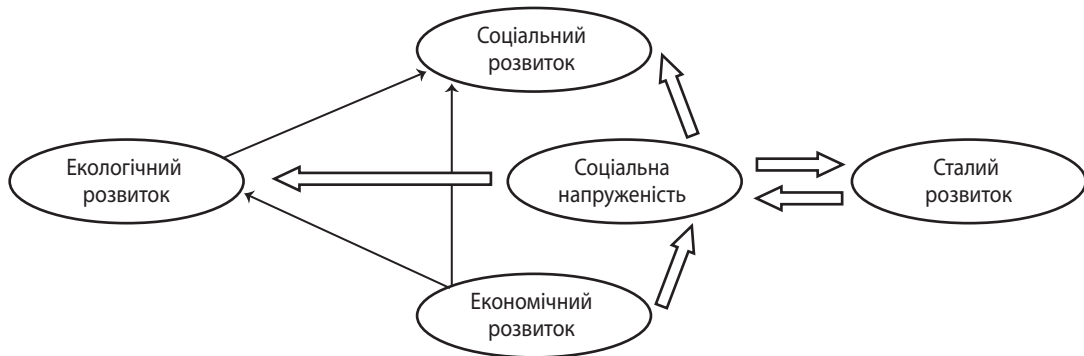 Соціальний
розвиток
Екологічний
розвиток
Соціальна
напруженість
Сталий
розвиток
Економічний
розвиток